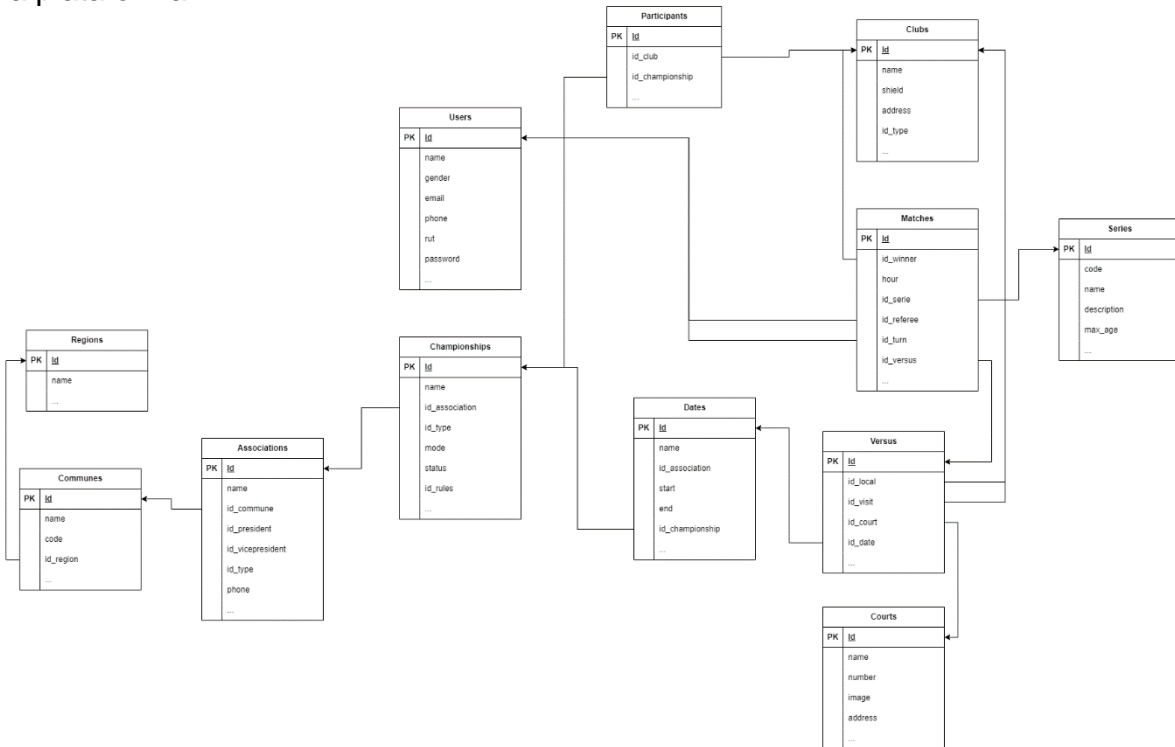 Participants
PK Id
id_club
id_championship
...
Clubs
PK Id
name
shield
address
id_type
...
Users
PK Id
name
gender
email
phone
rut
password
...
Matches
PK Id
id_winner
hour
id_serie
id_referee
id_turn
id_versus
...
Series
PK Id
code
name
description
max_age
...
Regions
PK Id
name
...
Championships
PK Id
name
id_association
id_type
mode
status
id_rules
...
Dates
PK Id
name
id_association
start
end
id_championship
...
Associations
PK Id
name
id_commune
id_president
id_vicepresident
id_type
phone
...
Communes
PK Id
name
code
id_region
...
Versus
PK Id
id_local
id_visit
id_court
id_date
...
Courts
PK Id
name
number
image
address
...